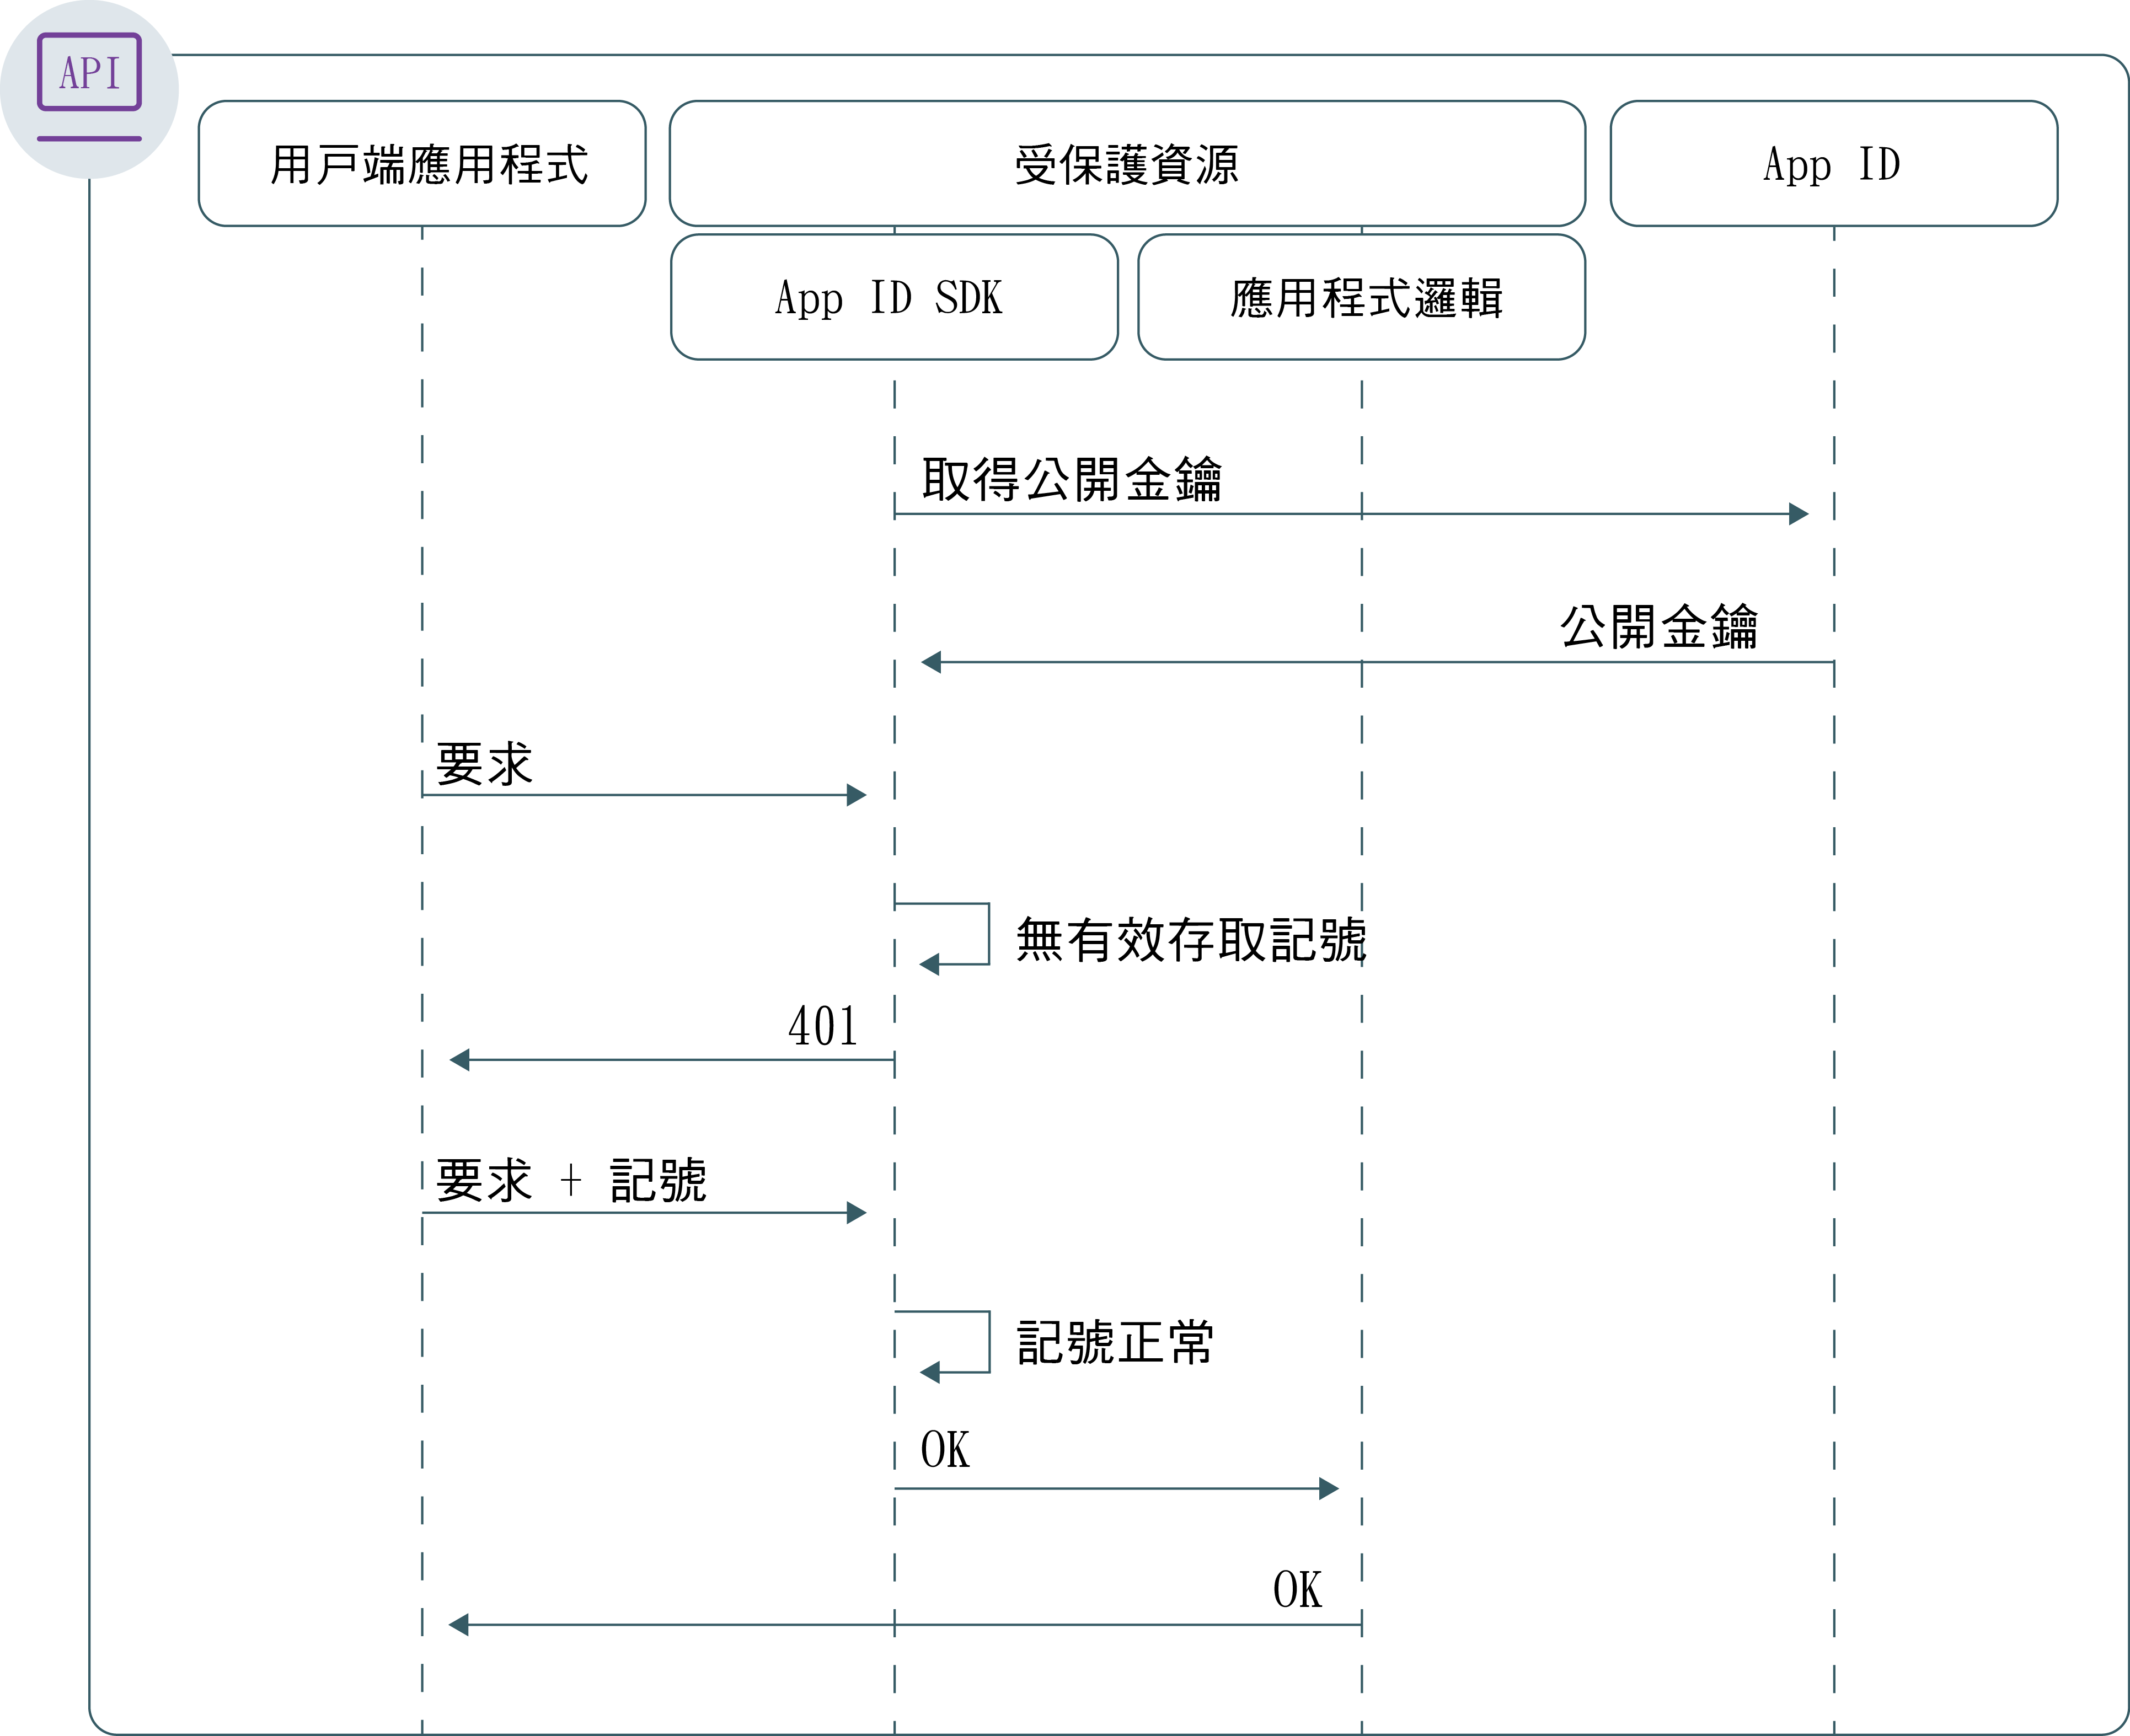 API
用戶端應用程式
受保護資源
App ID
App ID SDK
應用程式邏輯
取得公開金鑰
公開金鑰
要求
無有效存取記號
401
要求 + 記號
記號正常
OK
OK